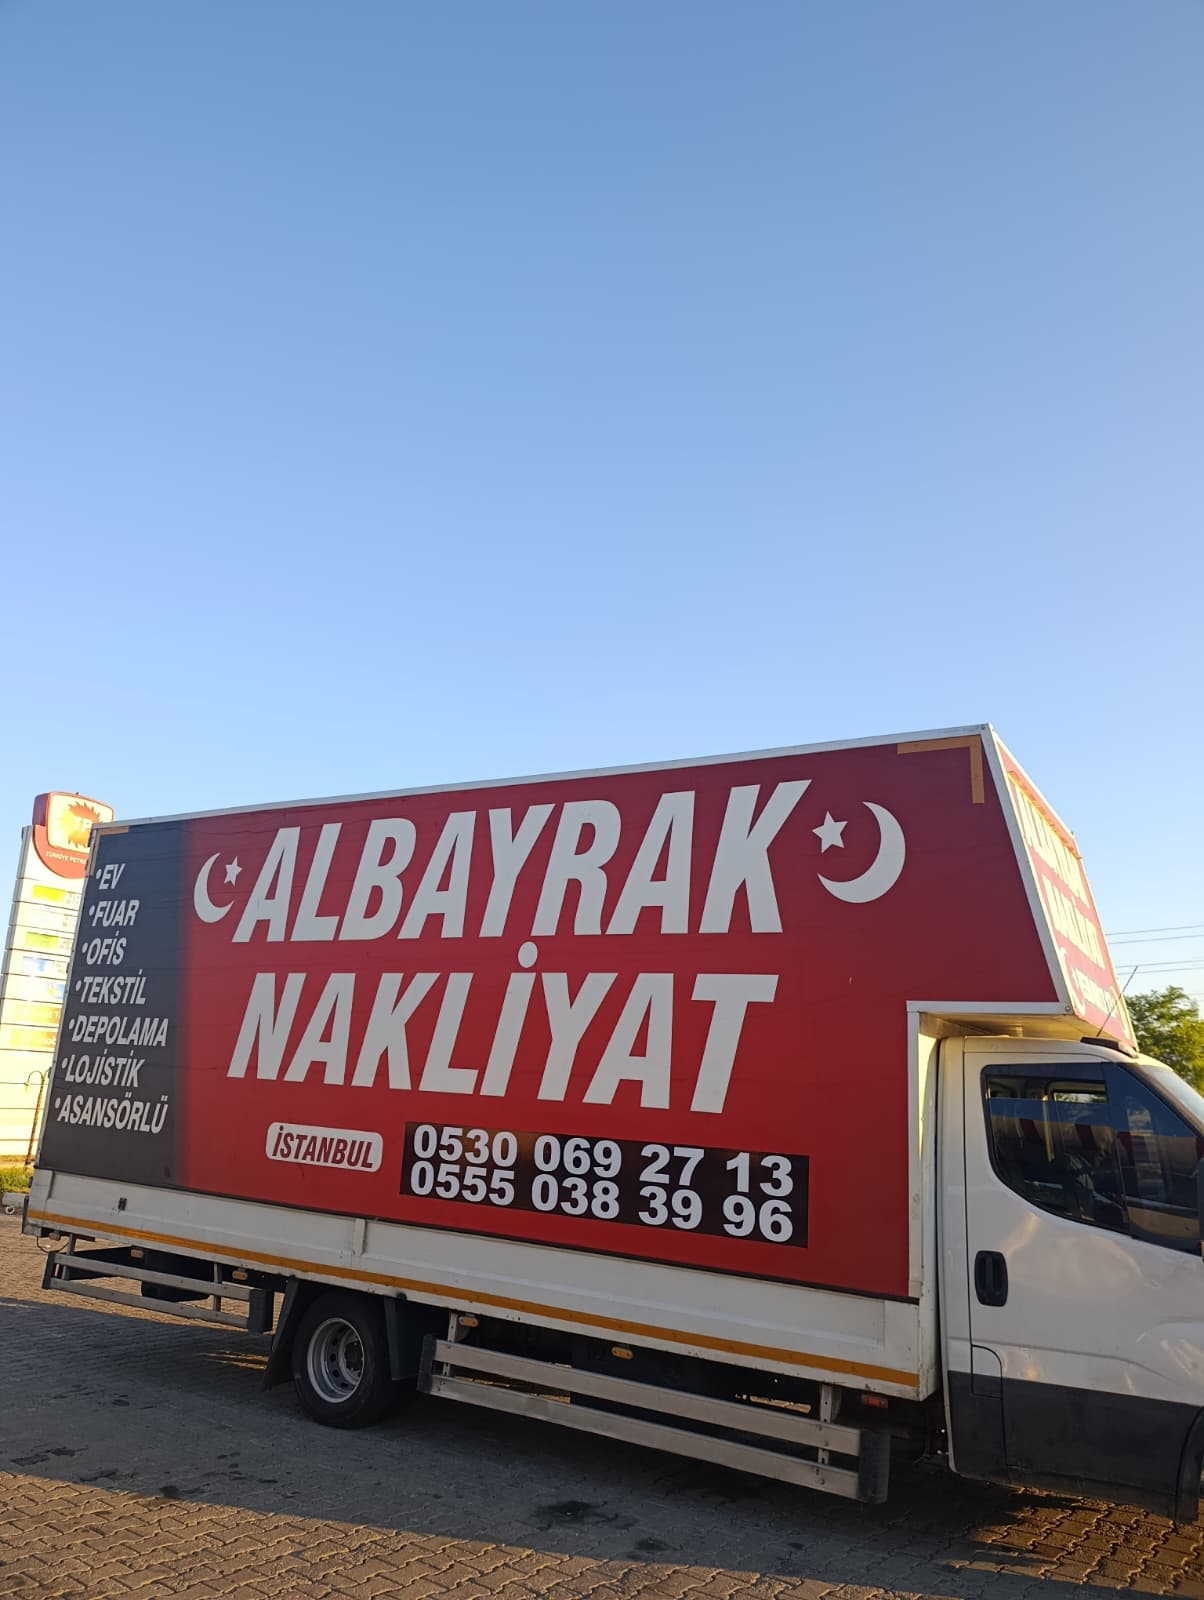 •EV
•FUAR
•OFİS
•TEKSTİL
•DEPOLAMA
•LOJİSTİK
•ASANSÖRLÜ
ALBAYRAK
NAKLİYAT
İSTANBUL
0530 069 27 13
0555 038 39 96